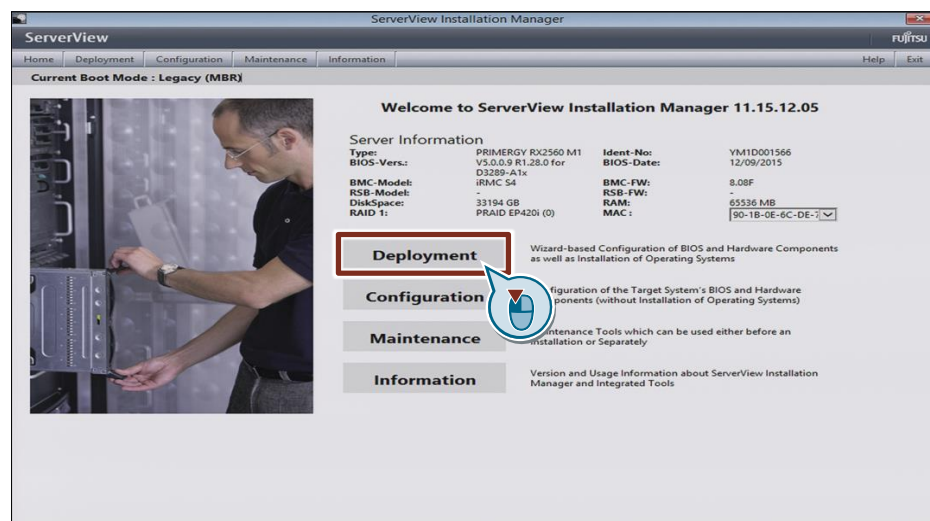 ServerView Installation Manager
ServerView
FUJITSU
Home Deployment Configuration Maintenance Information Help Exit
Current Boot Mode : Legacy (MBR)
Welcome to ServerView Installation Manager 11.15.12.05
Server Information
Type: PRIMERGY RX2560 M1 Ident-No: YM1D001566
BIOS-Vers.: V5.0.0.9 R1.28.0 for BIOS-Date: 12/09/2015
D3289-A1x
BMC-Model: iRMC S4 BMC-FW: 8.08F
RSB-Model: - RSB-FW: -
DiskSpace: 33194 GB RAM: 65536 MB
RAID 1: PRAID EP420i (0) MAC : 90-1B-0E-6C-DE-7
Deployment
Wizard-based Configuration of BIOS and Hardware Components
as well as Installation of Operating Systems
Configuration
of the Target System's BIOS and Hardware
(without Installation of Operating Systems)
Maintenance
Tools which can be used either before an
Installation or Separately
Information
Version and Usage Information about ServerView Installation
Manager and Integrated Tools